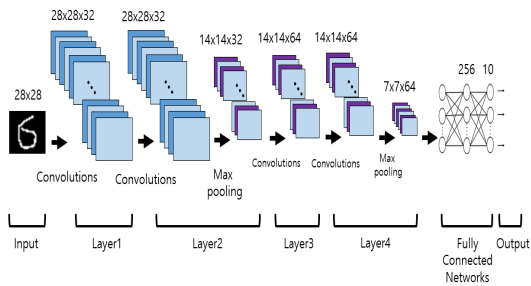 28x28x32
28x28x32
14x14x32
14x14x64
14x14x64
7x7x64
256 10
28x28
Convolutions
Convolutions
Max
pooling
Convolutions
Convolutions
Max
pooling
Input
Layer1
Layer2
Layer3
Layer4
Fully
Connected
Networks
Output